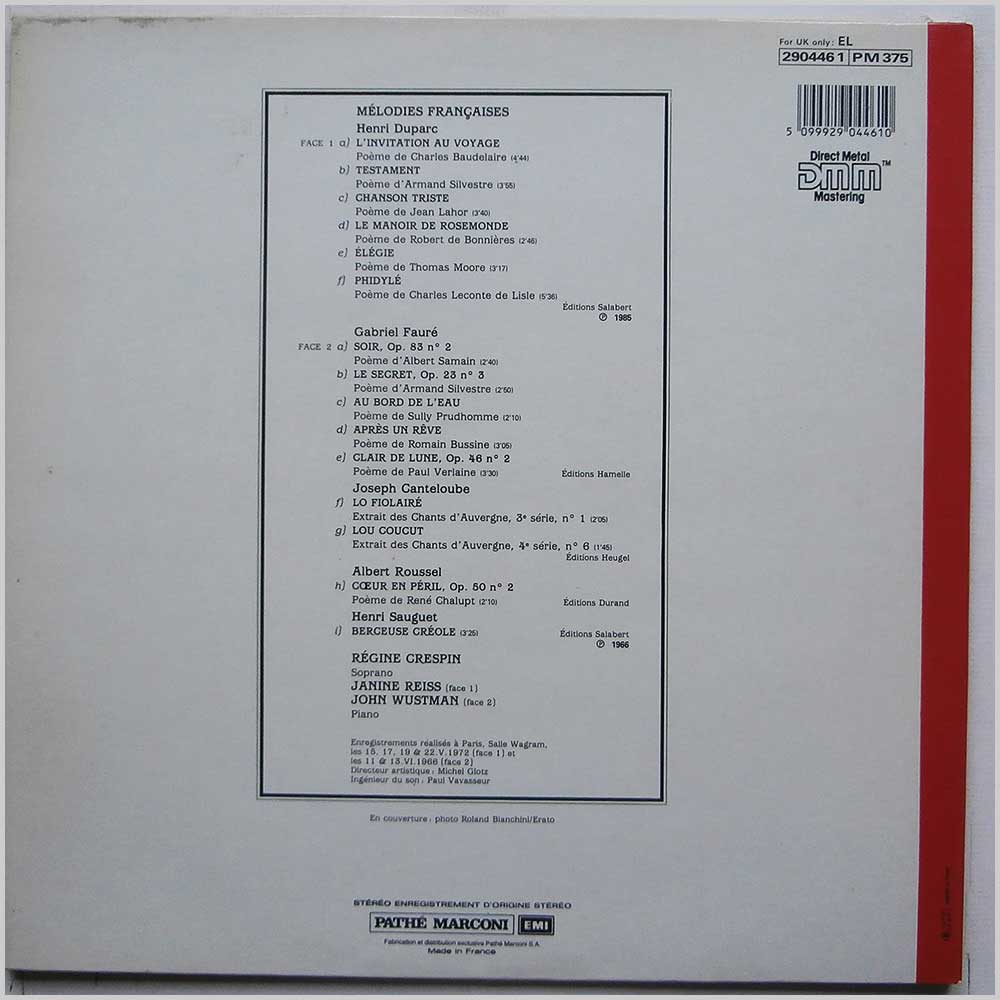 For UK only: EL
290446 1 PM 375
5 099929 044610
Direct Metal
DMM™
Mastering
MÉLODIES FRANÇAISES
Henri Duparc
FACE 1 a) L'INVITATION AU VOYAGE
Poème de Charles Baudelaire (4'44)
b) TESTAMENT
Poème d'Armand Silvestre (3'55)
c) CHANSON TRISTE
Poème de Jean Lahor (3'40)
d) LE MANOIR DE ROSEMONDE
Poème de Robert de Bonnières (2'46)
e) ÉLÉGIE
Poème de Thomas Moore (3'17)
f) PHIDYLÉ
Poème de Charles Leconte de Lisle (5'36)
Éditions Salabert
℗ 1985
Gabriel Fauré
FACE 2 a) SOIR, Op. 83 n° 2
Poème d'Albert Samain (2'40)
b) LE SECRET, Op. 23 n° 3
Poème d'Armand Silvestre (2'50)
c) AU BORD DE L'EAU
Poème de Sully Prudhomme (2'10)
d) APRÈS UN RÊVE
Poème de Romain Bussine (3'05)
e) CLAIR DE LUNE, Op. 46 n° 2
Poème de Paul Verlaine (3'30) Éditions Hamelle
Joseph Canteloube
f) LO FIOLAIRÉ
Extrait des Chants d'Auvergne, 3e série, n° 1 (2'05)
g) LOU COUCUT
Extrait des Chants d'Auvergne, 4e série, n° 6 (1'45)
Éditions Heugel
Albert Roussel
h) CŒUR EN PÉRIL, Op. 50 n° 2
Poème de René Chalupt (2'10) Éditions Durand
Henri Sauguet
i) BERCEUSE CRÉOLE (3'25) Éditions Salabert
℗ 1966
RÉGINE CRESPIN
Soprano
JANINE REISS (face 1)
JOHN WUSTMAN (face 2)
Piano
Enregistrements réalisés à Paris, Salle Wagram,
les 15, 17, 19 & 22.V.1972 (face 1) et
les 11 & 13.VI.1966 (face 2)
Directeur artistique : Michel Glotz
Ingénieur du son : Paul Vavasseur
En couverture : photo Roland Bianchini/Erato
STÉRÉO ENREGISTREMENT D'ORIGINE STÉRÉO
PATHÉ MARCONI EMI
Fabrication et distribution exclusive Pathé Marconi S.A.
Made in France